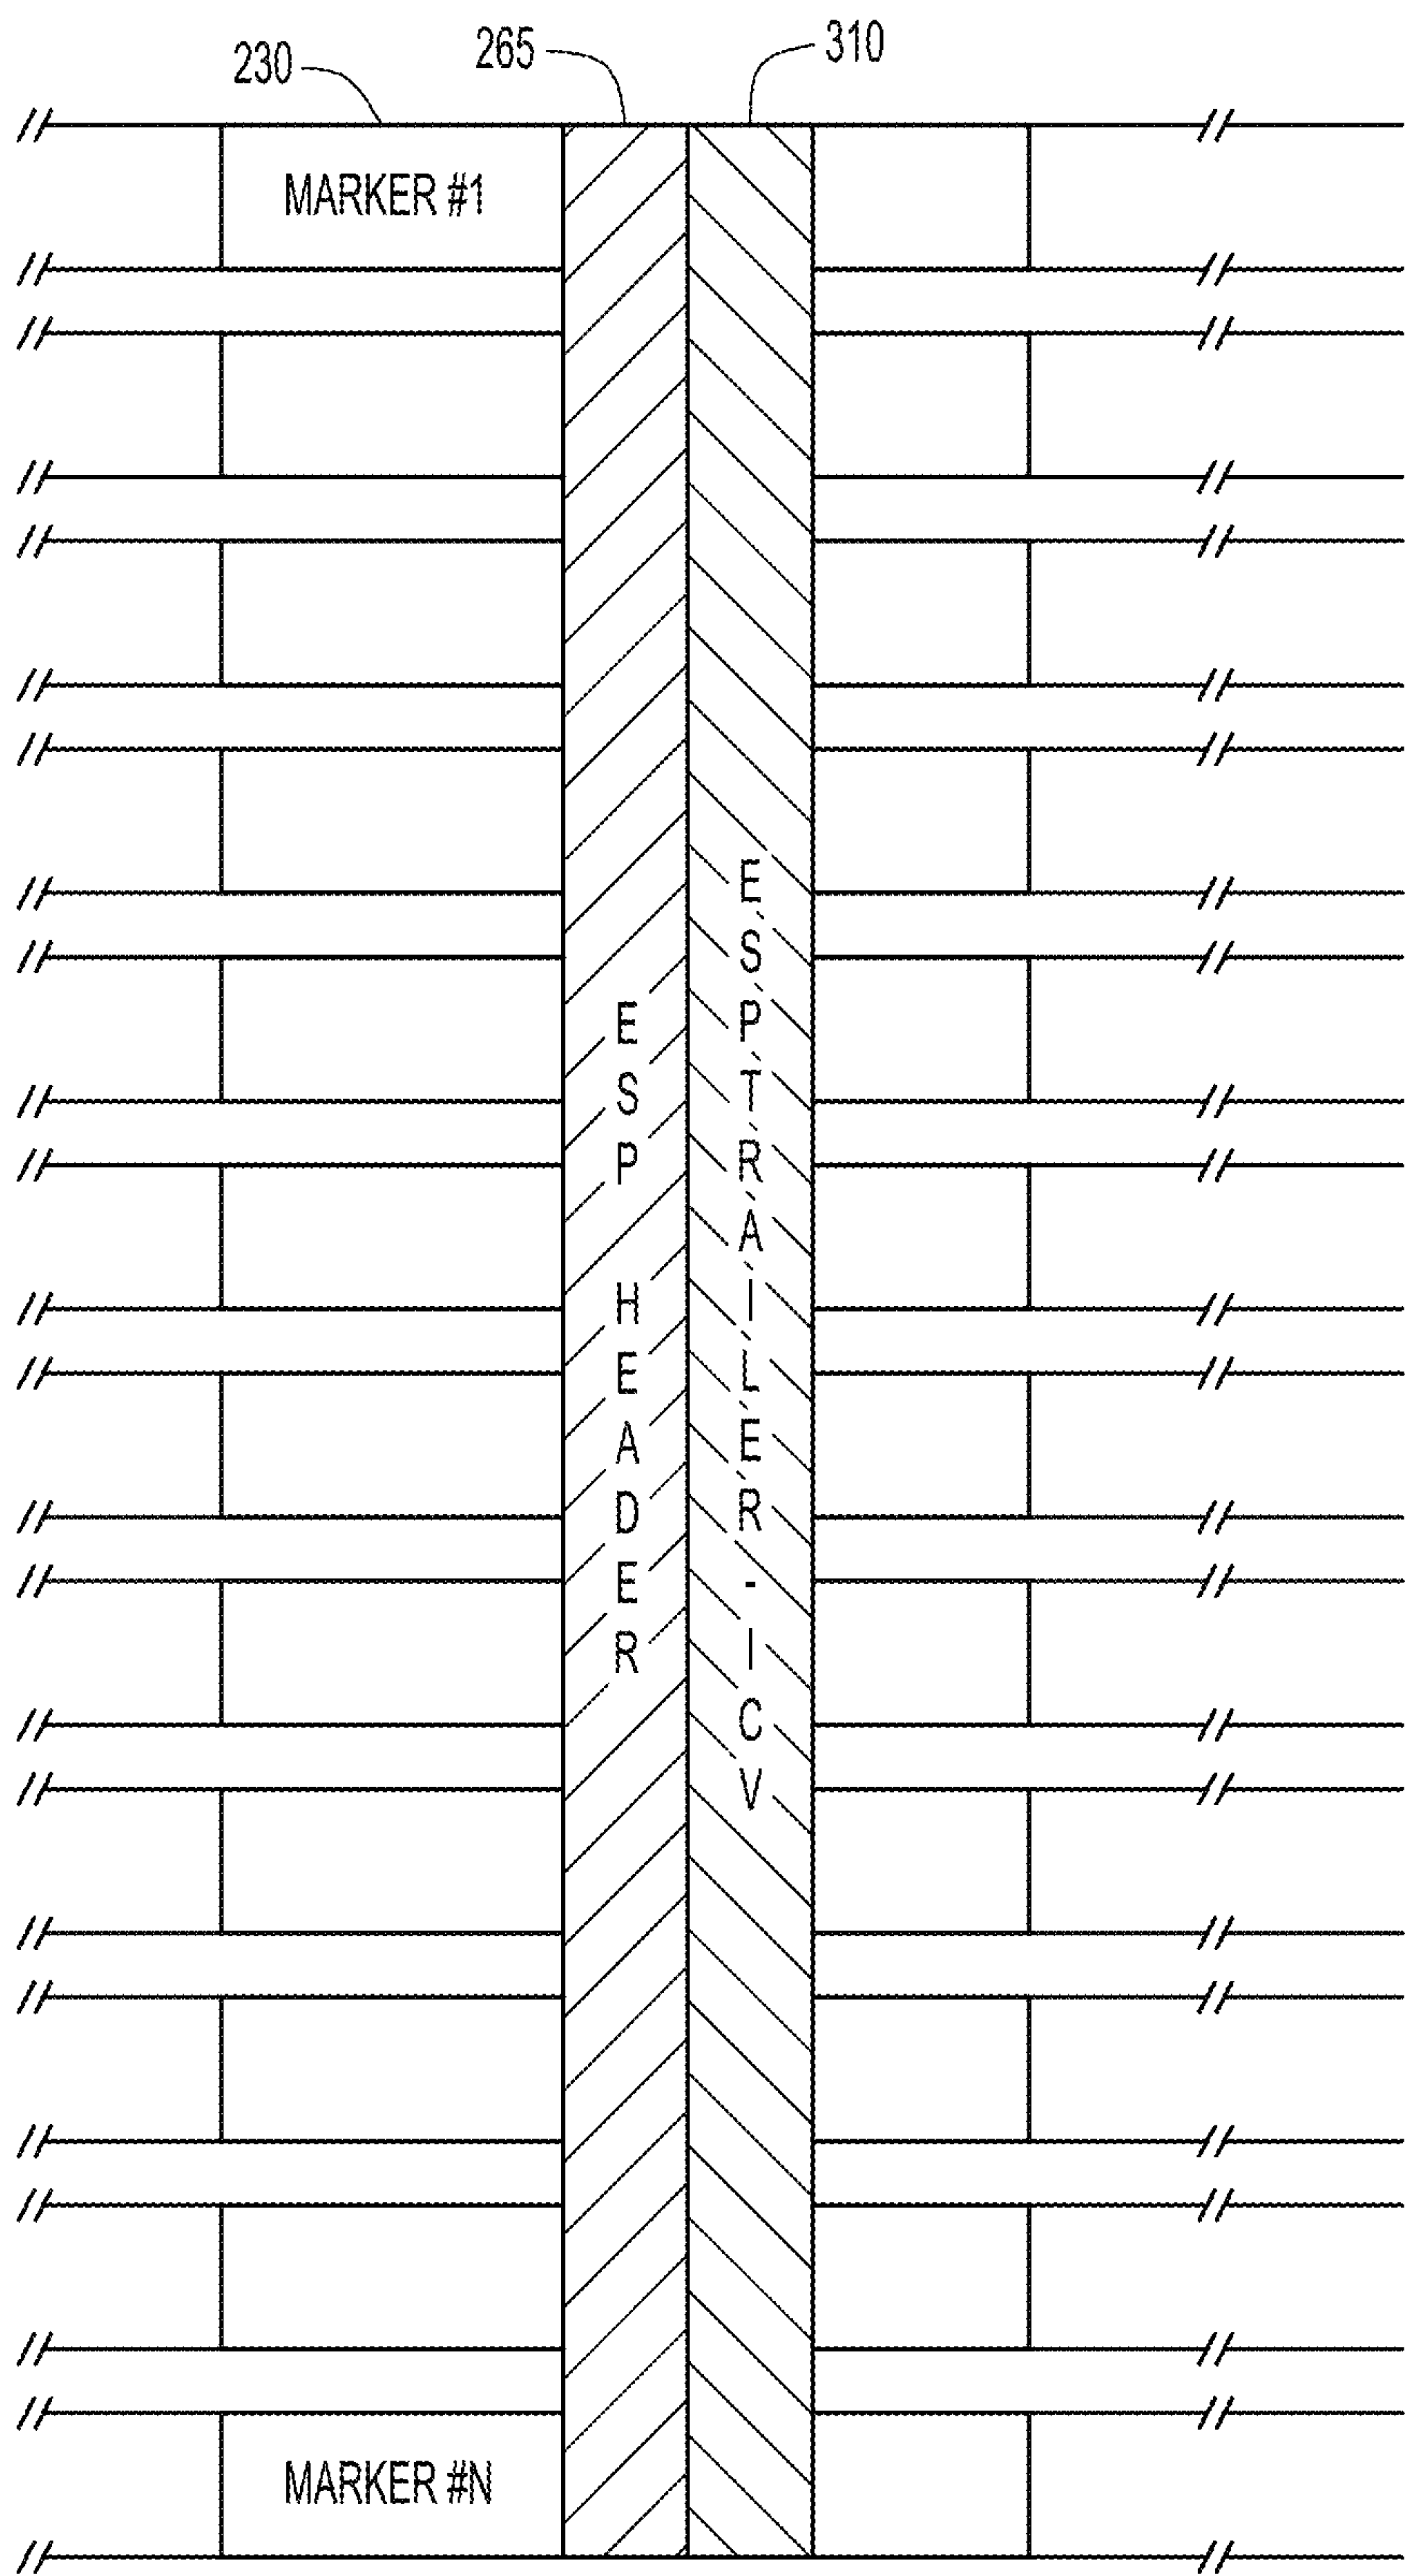 230
265
310
MARKER #1
ESP HEADER
ESP TRAILER-ICV
MARKER #N